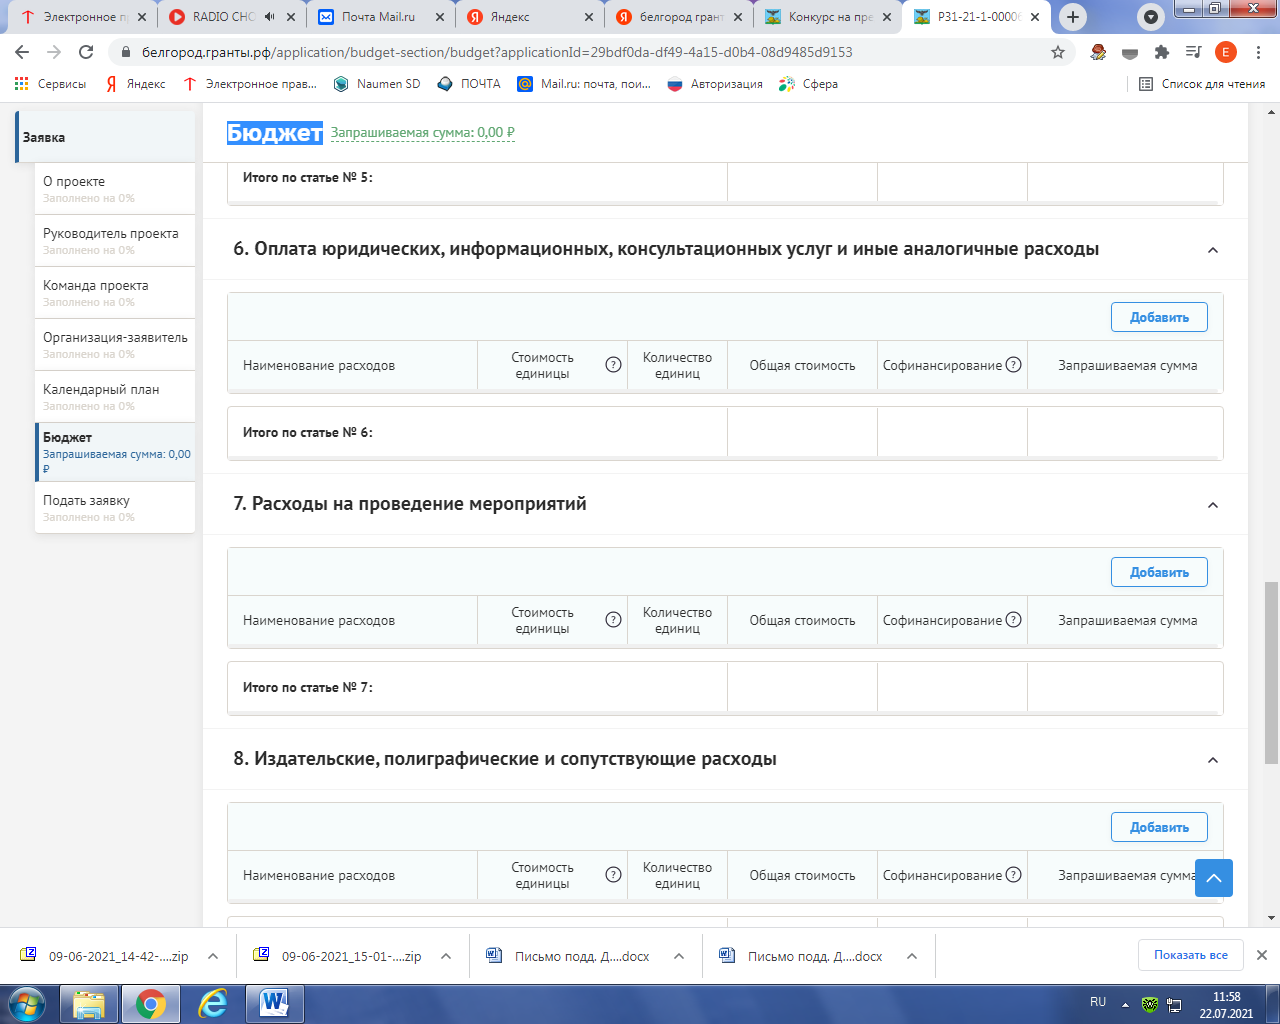 Электронное пр
RADIO CHO
Почта Mail.ru
Яндекс
белгород грант
Конкурс на пре
Р31-21-1-00006
белгород.гранты.рф/application/budget-section/budget?applicationId=29bdf0da-df49-4a15-d0b4-08d9485d9153
E
Сервисы
Яндекс
Электронное прав...
Naumen SD
ПОЧТА
Mail.ru: почта, пои...
Авторизация
Сфера
Список для чтения
Заявка
О проекте
Заполнено на 0%
Руководитель проекта
Заполнено на 0%
Команда проекта
Заполнено на 0%
Организация-заявитель
Заполнено на 0%
Календарный план
Заполнено на 0%
Бюджет
Запрашиваемая сумма: 0,00
₽
Подать заявку
Заполнено на 0%
Бюджет Запрашиваемая сумма: 0,00 ₽
Итого по статье № 5:
6. Оплата юридических, информационных, консультационных услуг и иные аналогичные расходы
Добавить
Наименование расходов
Стоимость
единицы
?
Количество
единиц
Общая стоимость
Софинансирование ?
Запрашиваемая сумма
Итого по статье № 6:
7. Расходы на проведение мероприятий
Добавить
Наименование расходов
Стоимость
единицы
?
Количество
единиц
Общая стоимость
Софинансирование ?
Запрашиваемая сумма
Итого по статье № 7:
8. Издательские, полиграфические и сопутствующие расходы
Добавить
Наименование расходов
Стоимость
единицы
?
Количество
единиц
Общая стоимость
Софинансирование ?
Запрашиваемая сумма
09-06-2021_14-42-....zip
09-06-2021_15-01-....zip
Письмо подд. Д....docx
Письмо подд. Д....docx
Показать все
RU
11:58
22.07.2021